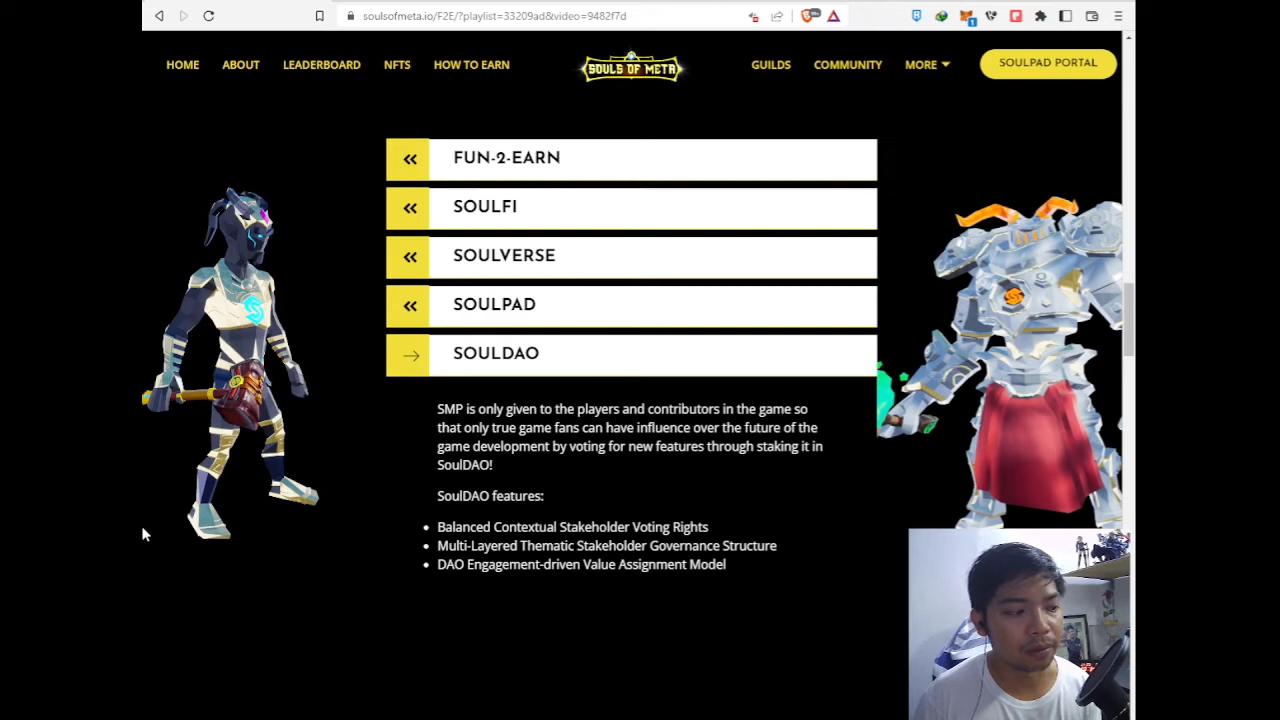 soulsofmeta.io/F2E/?playlist=33209ad&video=9482f7d
HOME ABOUT LEADERBOARD NFTS HOW TO EARN SOULS OF META GUILDS COMMUNITY MORE SOULPAD PORTAL
FUN-2-EARN
SOULFI
SOULVERSE
SOULPAD
SOULDAO
SMP is only given to the players and contributors in the game so
that only true game fans can have influence over the future of the
game development by voting for new features through staking it in
SoulDAO!
SoulDAO features:
Balanced Contextual Stakeholder Voting Rights
Multi-Layered Thematic Stakeholder Governance Structure
DAO Engagement-driven Value Assignment Model